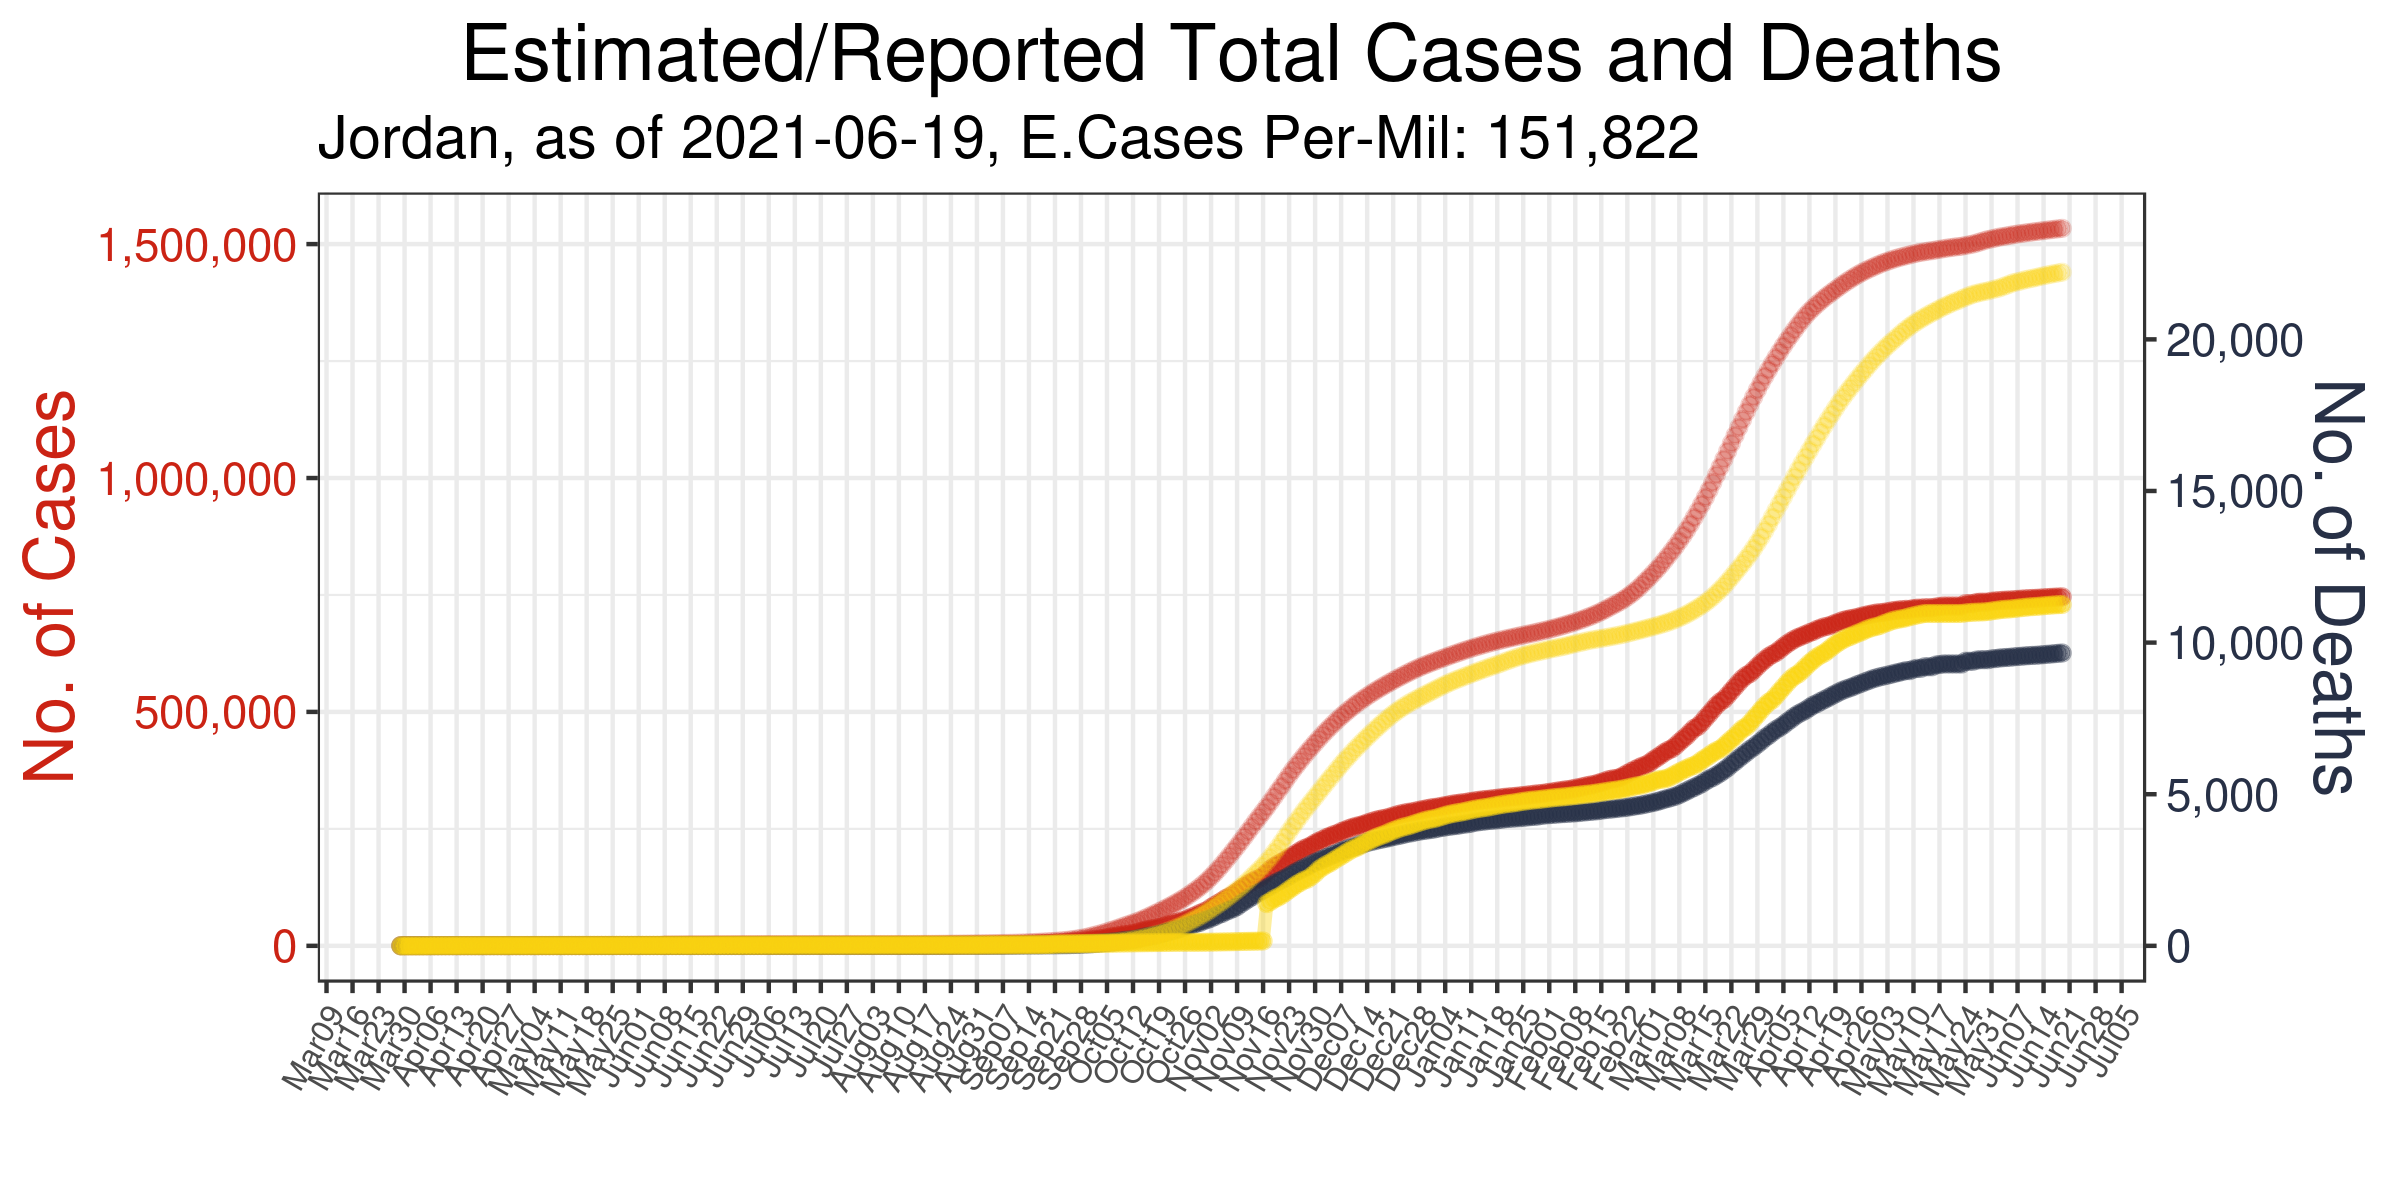 Estimated/Reported Total Cases and Deaths
Jordan, as of 2021-06-19, E.Cases Per-Mil: 151,822
No. of Cases
1,500,000
1,000,000
500,000
0
20,000
15,000
10,000
5,000
0
No. of Deaths
Mar09
Mar16
Mar23
Mar30
Apr06
Apr13
Apr20
Apr27
May04
May11
May18
May25
Jun01
Jun08
Jun15
Jun22
Jun29
Jul06
Jul13
Jul20
Jul27
Aug03
Aug10
Aug17
Aug24
Aug31
Sep07
Sep14
Sep21
Sep28
Oct05
Oct12
Oct19
Oct26
Nov02
Nov09
Nov16
Nov23
Nov30
Dec07
Dec14
Dec21
Dec28
Jan04
Jan11
Jan18
Jan25
Feb01
Feb08
Feb15
Feb22
Mar01
Mar08
Mar15
Mar22
Mar29
Apr05
Apr12
Apr19
Apr26
May03
May10
May17
May24
May31
Jun07
Jun14
Jun21
Jun28
Jul05